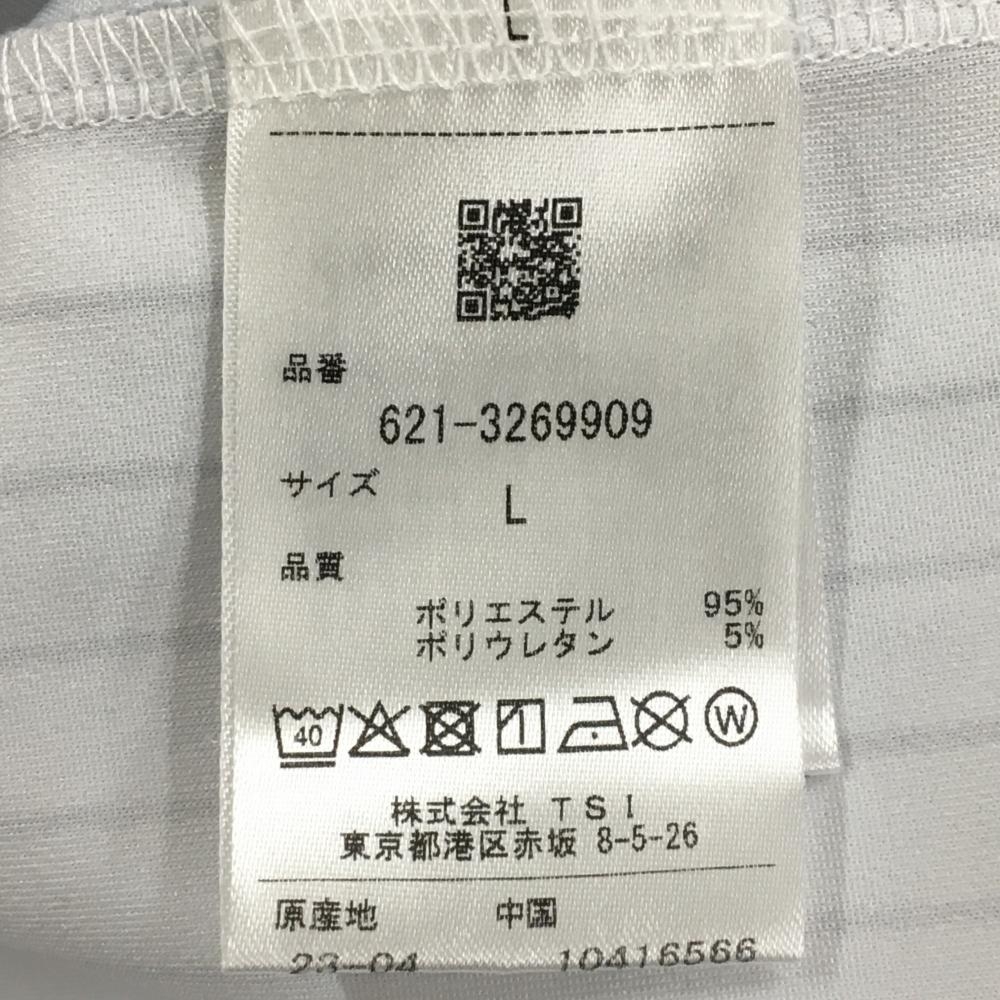 L
品番
621-3269909
サイズ
L
品質
ポリエステル 95%
ポリウレタン 5%
40 W
株式会社 TSI
東京都港区赤坂 8-5-26
原産地 中国
23-04 10416566